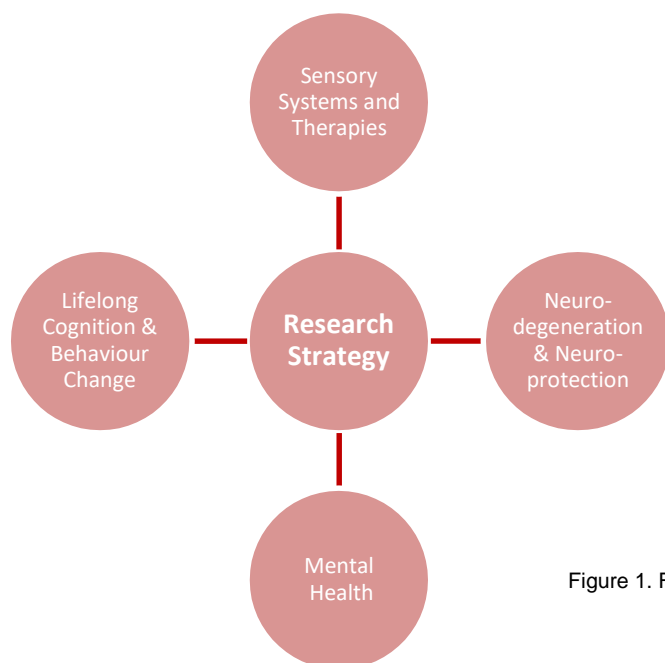 Sensory
Systems and
Therapies
Lifelong
Cognition &
Behaviour
Change
Research
Strategy
Neuro-
degeneration
& Neuro-
protection
Mental
Health
Figure 1.